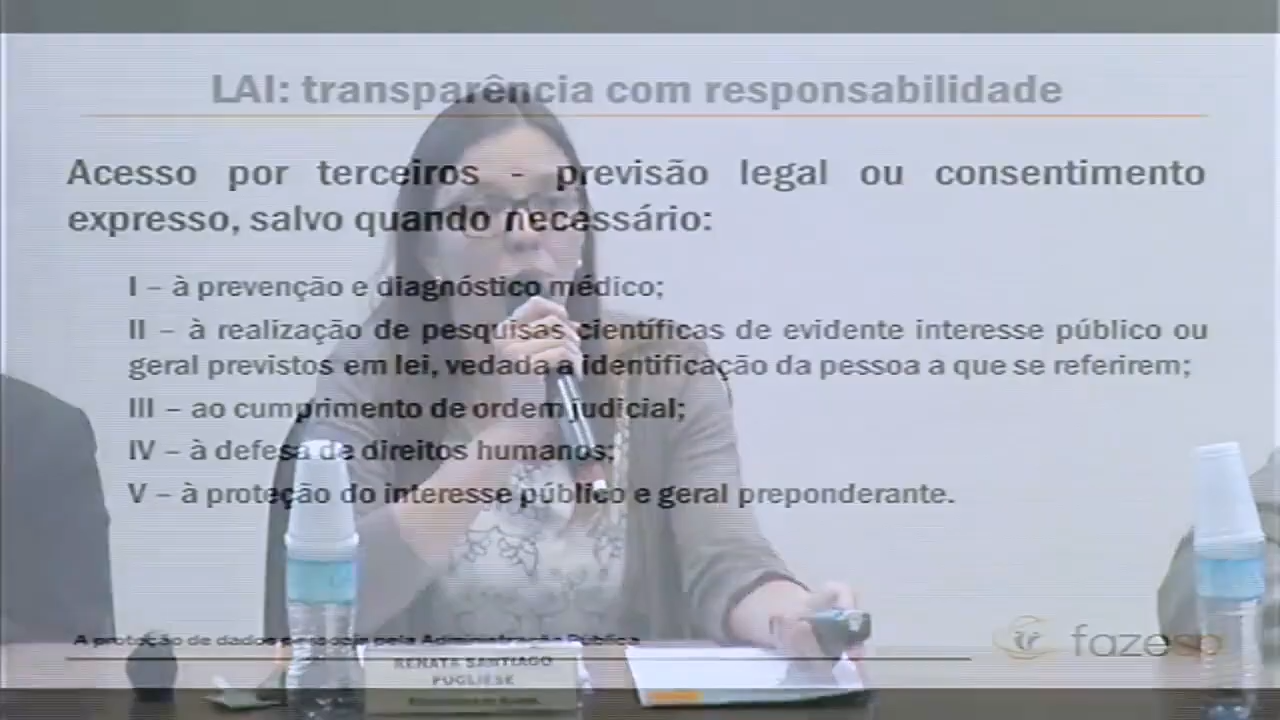 LAI: transparência com responsabilidade
Acesso por terceiros - previsão legal ou consentimento
expresso, salvo quando necessário:
I – à prevenção e diagnóstico médico;
II – à realização de pesquisas científicas de evidente interesse público ou
geral previstos em lei, vedada a identificação da pessoa a que se referirem;
III – ao cumprimento de ordem judicial;
IV – à defesa de direitos humanos;
V – à proteção do interesse público e geral preponderante.
A proteção de dados pessoais pela Administração Pública
fazesp
RENATA SANTIAGO
PUGLIESE